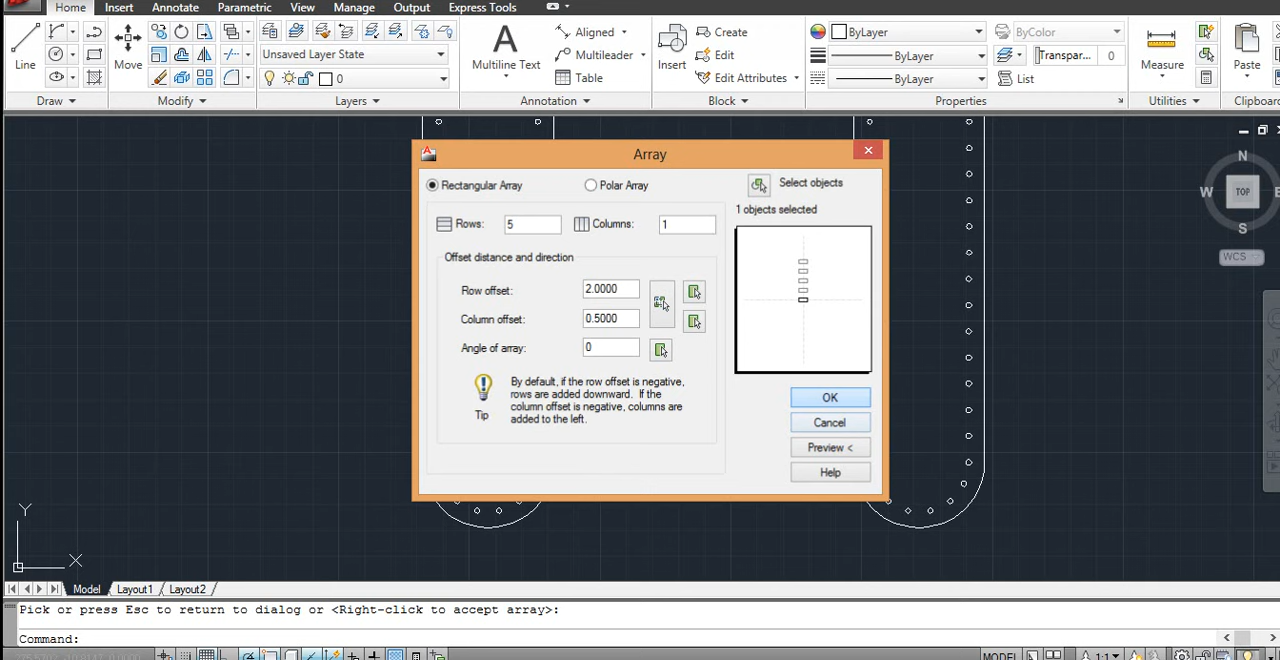 Home Insert Annotate Parametric View Manage Output Express Tools
Line
Move
Unsaved Layer State
0
Multiline Text
Aligned
Multileader
Table
Insert
Create
Edit
Edit Attributes
ByLayer
ByLayer
ByLayer
ByColor
Transpar... 0
List
Measure
Paste
Draw Modify Layers Annotation Block Properties Utilities Clipboard
Array
Rectangular Array Polar Array Select objects
1 objects selected
Rows: 5 Columns: 1
Offset distance and direction
Row offset: 2.0000
Column offset: 0.5000
Angle of array: 0
Tip
By default, if the row offset is negative,
rows are added downward. If the
column offset is negative, columns are
added to the left.
OK
Cancel
Preview <
Help
N
W TOP E
S
WCS
Y
X
Model Layout1 Layout2
Pick or press Esc to return to dialog or <Right-click to accept array>:
Command:
MODEL 1:1